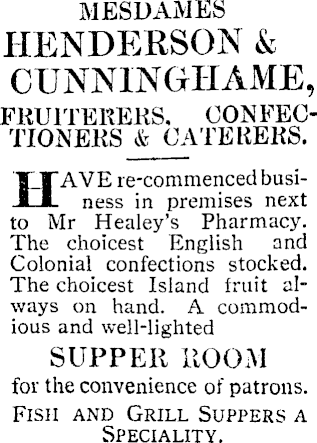 MESDAMES
HENDERSON &
CUNNINGHAME,
FRUITERERS, CONFEC-
TIONERS & CATERERS.
HAVE re-commenced busi-
ness in premises next
to Mr Healey's Pharmacy.
The choicest English and
Colonial confections stocked.
The choicest Island fruit al-
ways on hand. A commod-
ious and well-lighted
SUPPER ROOM
for the convenience of patrons.
FISH AND GRILL SUPPERS A
SPECIALITY.